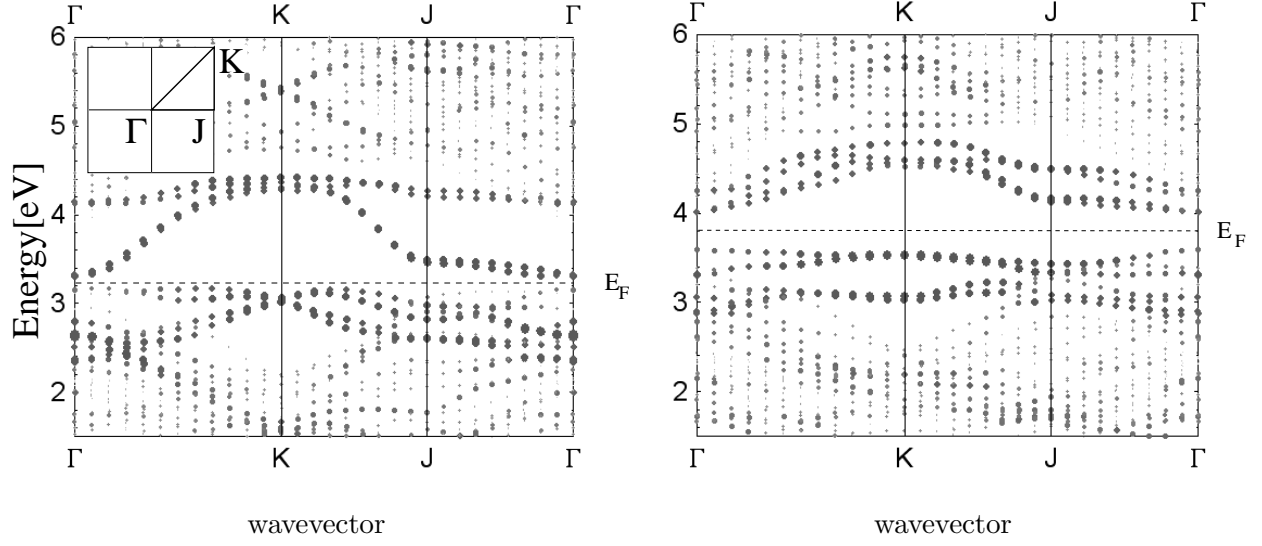 Γ K J Γ Γ K J Γ
6 6
K
5 5
Γ J
Energy[eV]
4 4
E_F E_F
3 3
2 2
Γ K J Γ Γ K J Γ
wavevector wavevector